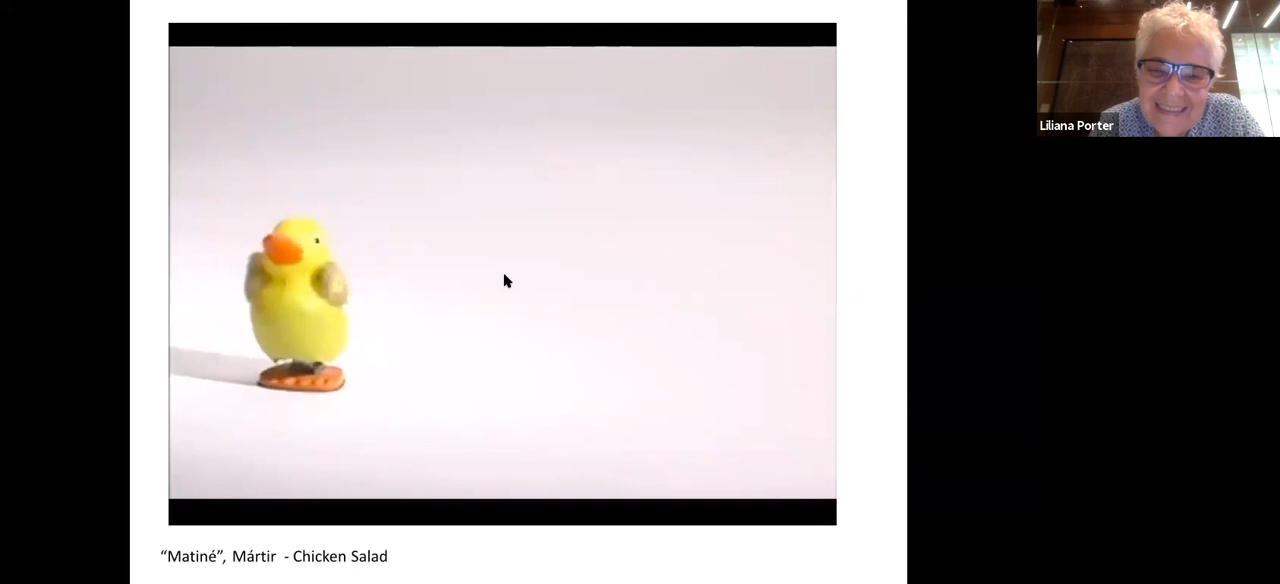 Liliana Porter
“Matiné”, Mártir - Chicken Salad